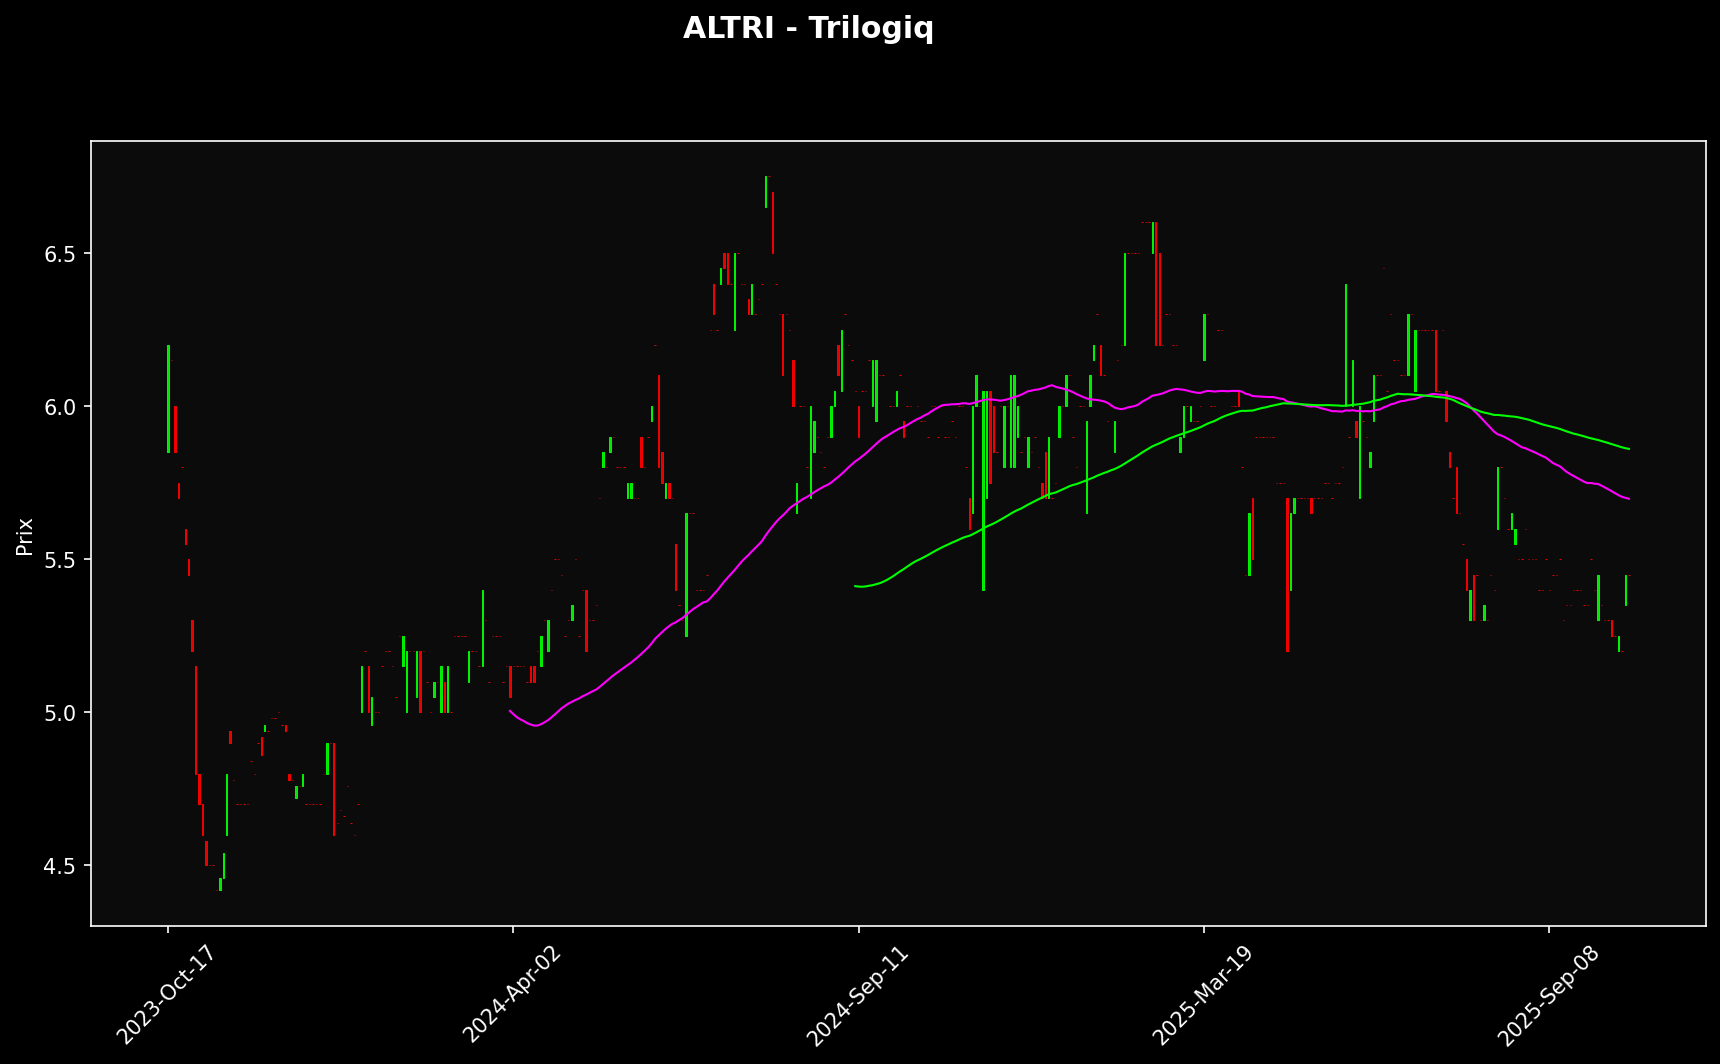 ALTRI - Trilogiq
Prix
6.5
6.0
5.5
5.0
4.5
2023-Oct-17
2024-Apr-02
2024-Sep-11
2025-Mar-19
2025-Sep-08